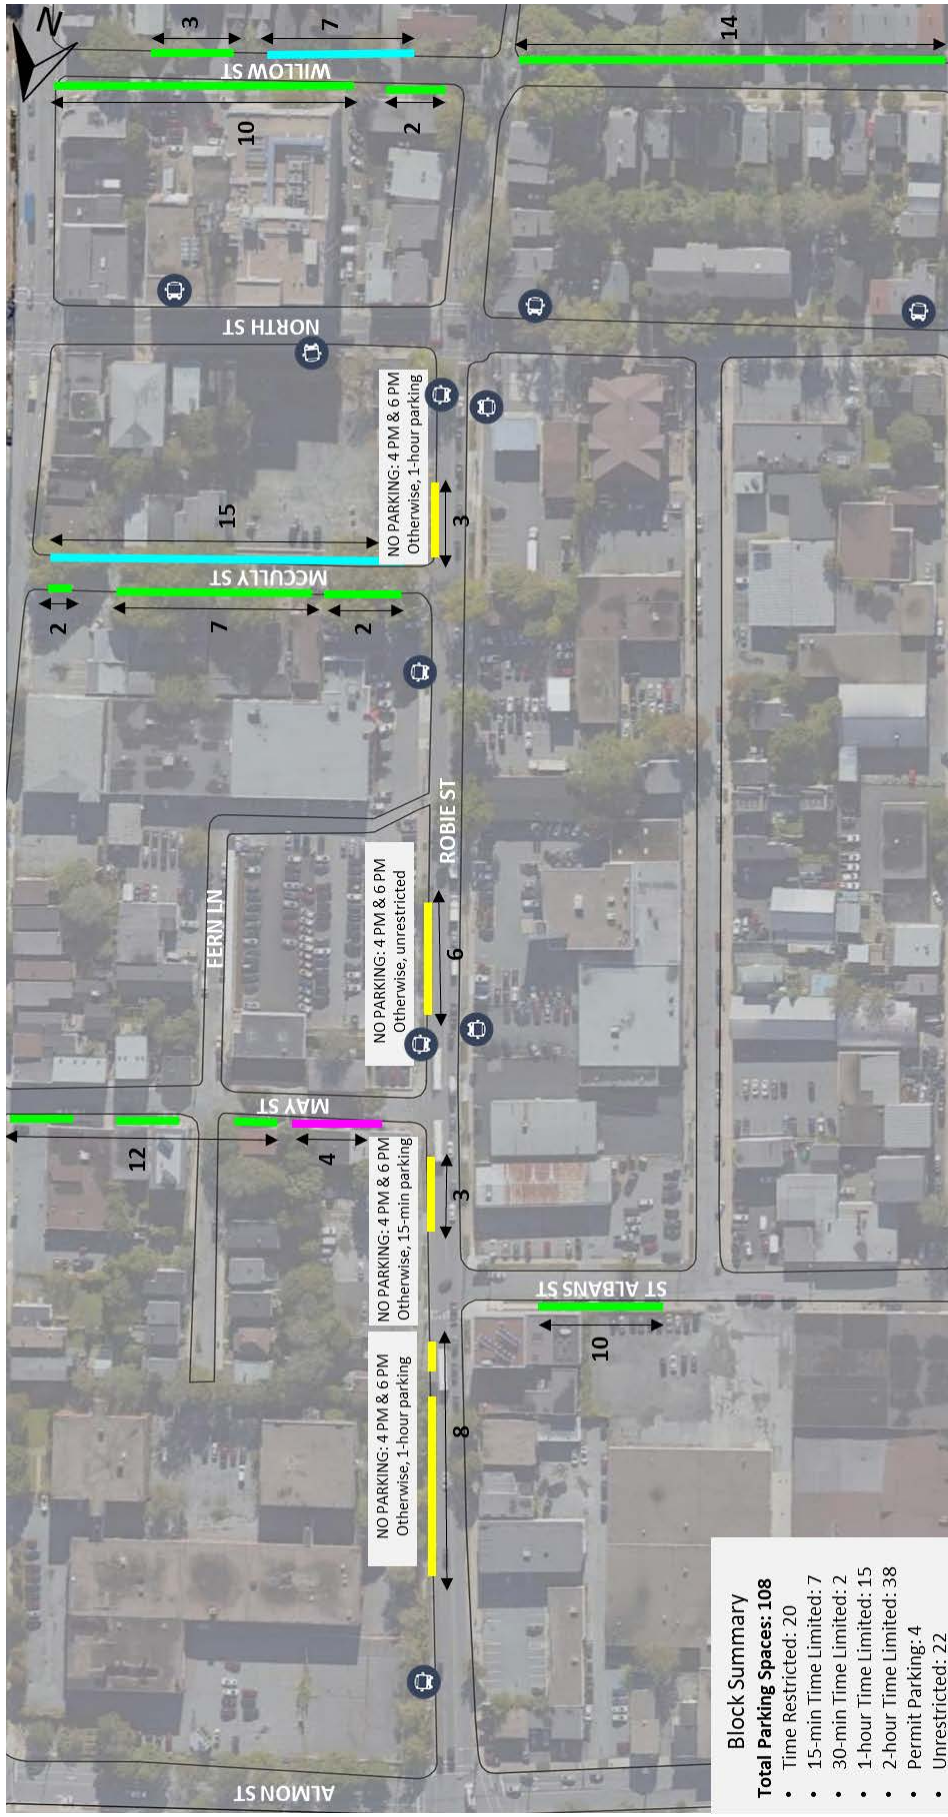 N
3
7
14
WILLOW ST
10
2
NORTH ST
NO PARKING: 4 PM & 6 PM
Otherwise, 1-hour parking
15
3
MCCULLY ST
2
7
2
ROBIE ST
FERN LN
NO PARKING: 4 PM & 6 PM
Otherwise, unrestricted
6
MAY ST
12
4
NO PARKING: 4 PM & 6 PM
Otherwise, 15-min parking
3
ST ALBANS ST
10
NO PARKING: 4 PM & 6 PM
Otherwise, 1-hour parking
8
ALMON ST
Block Summary
Total Parking Spaces: 108
• Time Restricted: 20
• 15-min Time Limited: 7
• 30-min Time Limited: 2
• 1-hour Time Limited: 15
• 2-hour Time Limited: 38
• Permit Parking: 4
• Unrestricted: 22